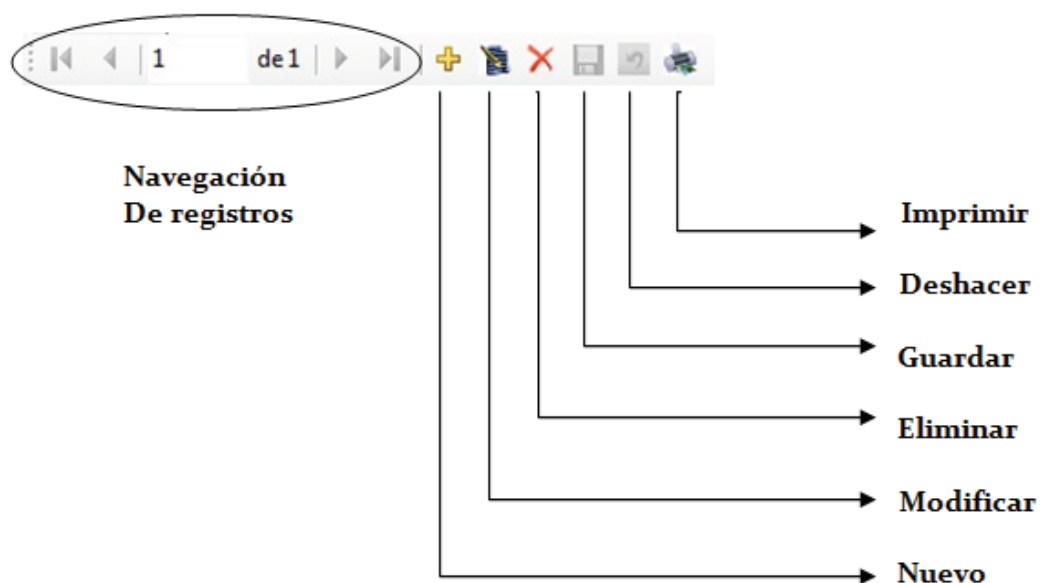 1 de 1
Navegación
De registros
Imprimir
Deshacer
Guardar
Eliminar
Modificar
Nuevo